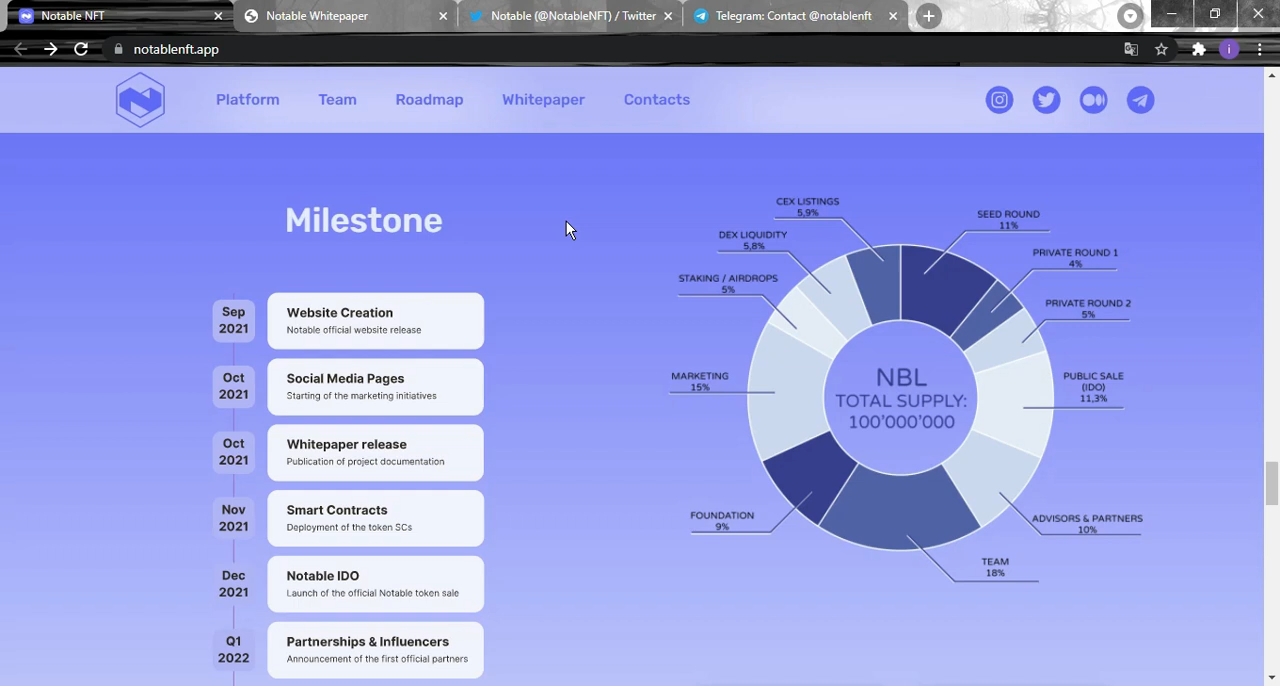 Notable NFT
Notable Whitepaper
Notable (@NotableNFT) / Twitter
Telegram: Contact @notablenft
notablenft.app
i
Platform
Team
Roadmap
Whitepaper
Contacts
Milestone
Sep
2021
Website Creation
Notable official website release
Oct
2021
Social Media Pages
Starting of the marketing initiatives
Oct
2021
Whitepaper release
Publication of project documentation
Nov
2021
Smart Contracts
Deployment of the token SCs
Dec
2021
Notable IDO
Launch of the official Notable token sale
Q1
2022
Partnerships & Influencers
Announcement of the first official partners
CEX LISTINGS
5,9%
SEED ROUND
11%
DEX LIQUIDITY
5,8%
PRIVATE ROUND 1
4%
STAKING / AIRDROPS
5%
PRIVATE ROUND 2
5%
MARKETING
15%
PUBLIC SALE
(IDO)
11,3%
NBL
TOTAL SUPPLY:
100'000'000
FOUNDATION
9%
ADVISORS & PARTNERS
10%
TEAM
18%